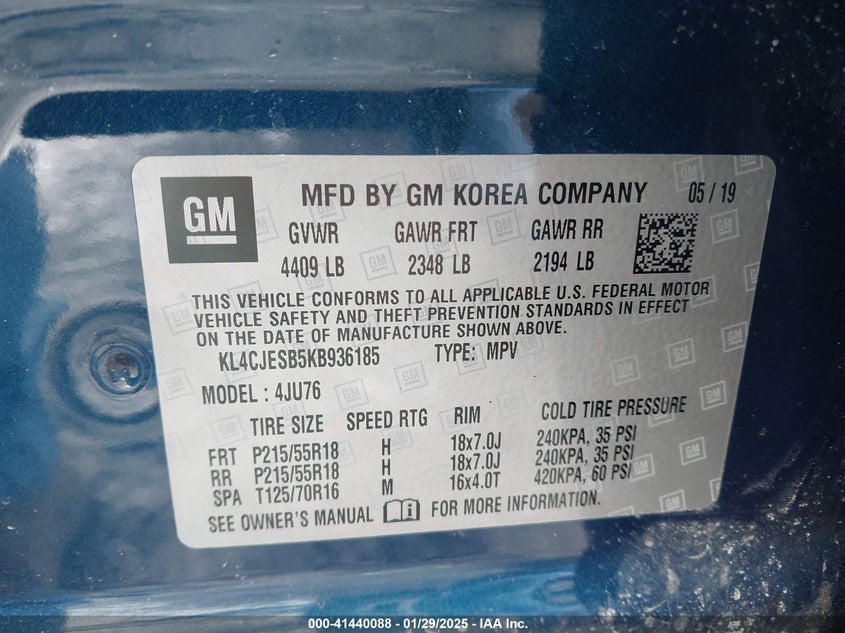 GM
MFD BY GM KOREA COMPANY 05 / 19
GVWR GAWR FRT GAWR RR
4409 LB 2348 LB 2194 LB
THIS VEHICLE CONFORMS TO ALL APPLICABLE U.S. FEDERAL MOTOR
VEHICLE SAFETY AND THEFT PREVENTION STANDARDS IN EFFECT
ON THE DATE OF MANUFACTURE SHOWN ABOVE.
KL4CJESB5KB936185 TYPE: MPV
MODEL : 4JU76
TIRE SIZE SPEED RTG RIM COLD TIRE PRESSURE
FRT P215/55R18 H 18x7.0J 240KPA, 35 PSI
RR P215/55R18 H 18x7.0J 240KPA, 35 PSI
SPA T125/70R16 M 16x4.0T 420KPA, 60 PSI
SEE OWNER'S MANUAL FOR MORE INFORMATION.
000-41440088 - 01/29/2025 - IAA Inc.